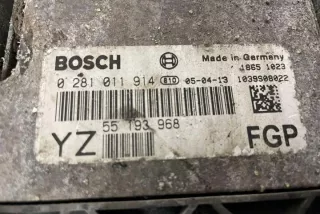 BOSCH
Made in Germany
1865 1023
0 281 011 914 810 05-04-13 1039S08022
YZ 55 193 968 FGP